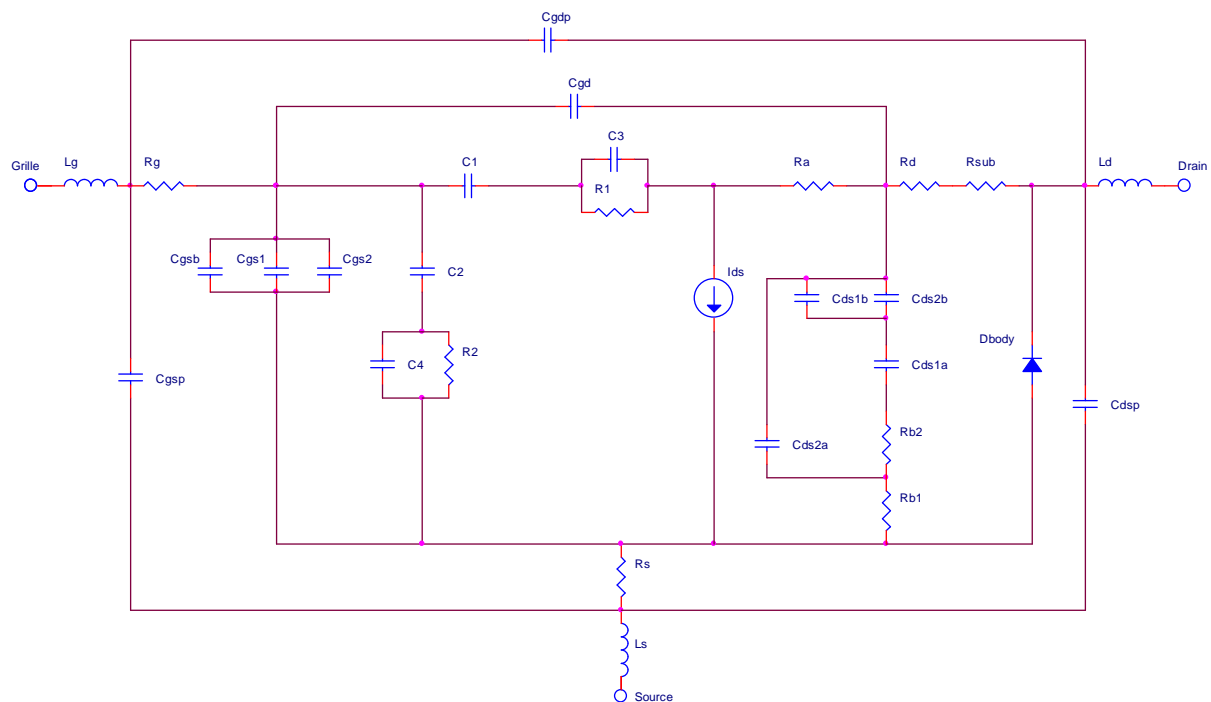 Cgdp
Cgd
C3
Grille
Lg
Rg
C1
R1
Ra
Rd
Rsub
Ld
Drain
Cgsb
Cgs1
Cgs2
C2
Ids
Cds1b
Cds2b
Dbody
C4
R2
Cds1a
Cgsp
Cdsp
Cds2a
Rb2
Rb1
Rs
Ls
Source